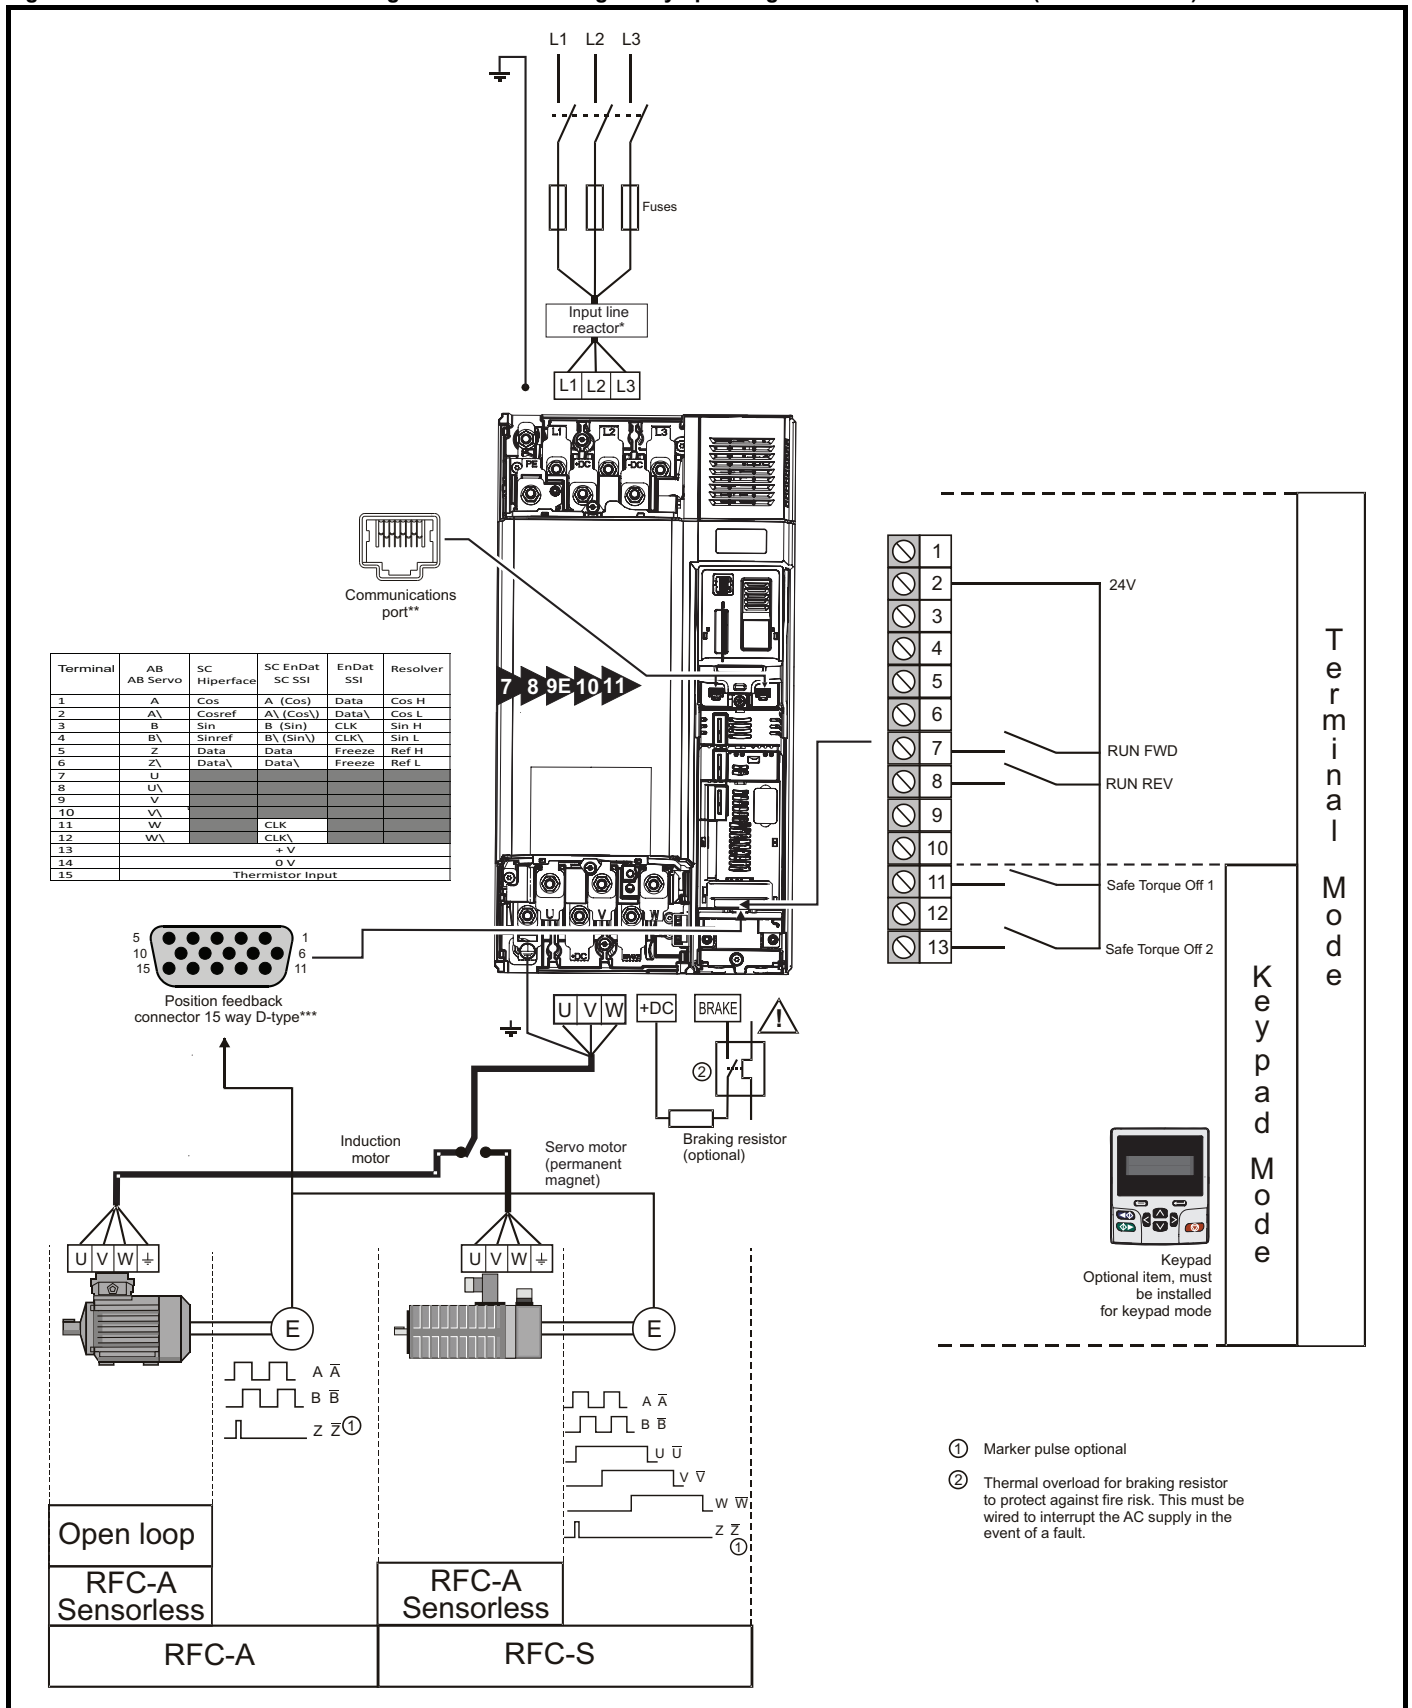 L1 L2 L3
Fuses
Input line
reactor*
L1 L2 L3
L1 L2 L3
PE +DC -DC
Communications
port**
7 8 9E 10 11
Terminal AB AB Servo SC Hiperface SC EnDat SC SSI EnDat SSI Resolver
1 A Cos A (Cos) Data Cos H
2 A\ Cosref A\ (Cos\) Data\ Cos L
3 B Sin B (Sin) CLK Sin H
4 B\ Sinref B\ (Sin\) CLK\ Sin L
5 Z Data Data Freeze Ref H
6 Z\ Data\ Data\ Freeze Ref L
7 U
8 U\
9 V
10 V\
11 W CLK
12 W\ CLK\
13 + V
14 0 V
15 Thermistor Input
U V W
+DC
5 1
10 6
15 11
Position feedback
connector 15 way D-type***
1
2 24V
3
4
5
6
7 RUN FWD
8 RUN REV
9
10
11 Safe Torque Off 1
12
13 Safe Torque Off 2
Terminal Mode
Keypad Mode
Keypad
Optional item, must
be installed
for keypad mode
U V W +DC BRAKE
!
2
Braking resistor
(optional)
Induction
motor
Servo motor
(permanent
magnet)
U V W
U V W
E
E
A A̅
B B̅
Z Z̅ 1
A A̅
B B̅
U U̅
V V̅
W W̅
Z Z̅
1
1 Marker pulse optional
2 Thermal overload for braking resistor
to protect against fire risk. This must be
wired to interrupt the AC supply in the
event of a fault.
Open loop
RFC-A
Sensorless
RFC-A
Sensorless
RFC-A
RFC-S